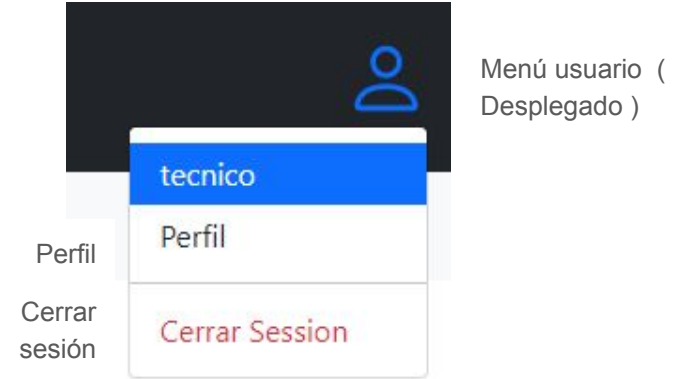 Menú usuario (
Desplegado )
tecnico
Perfil
Perfil
Cerrar Session
Cerrar
sesión